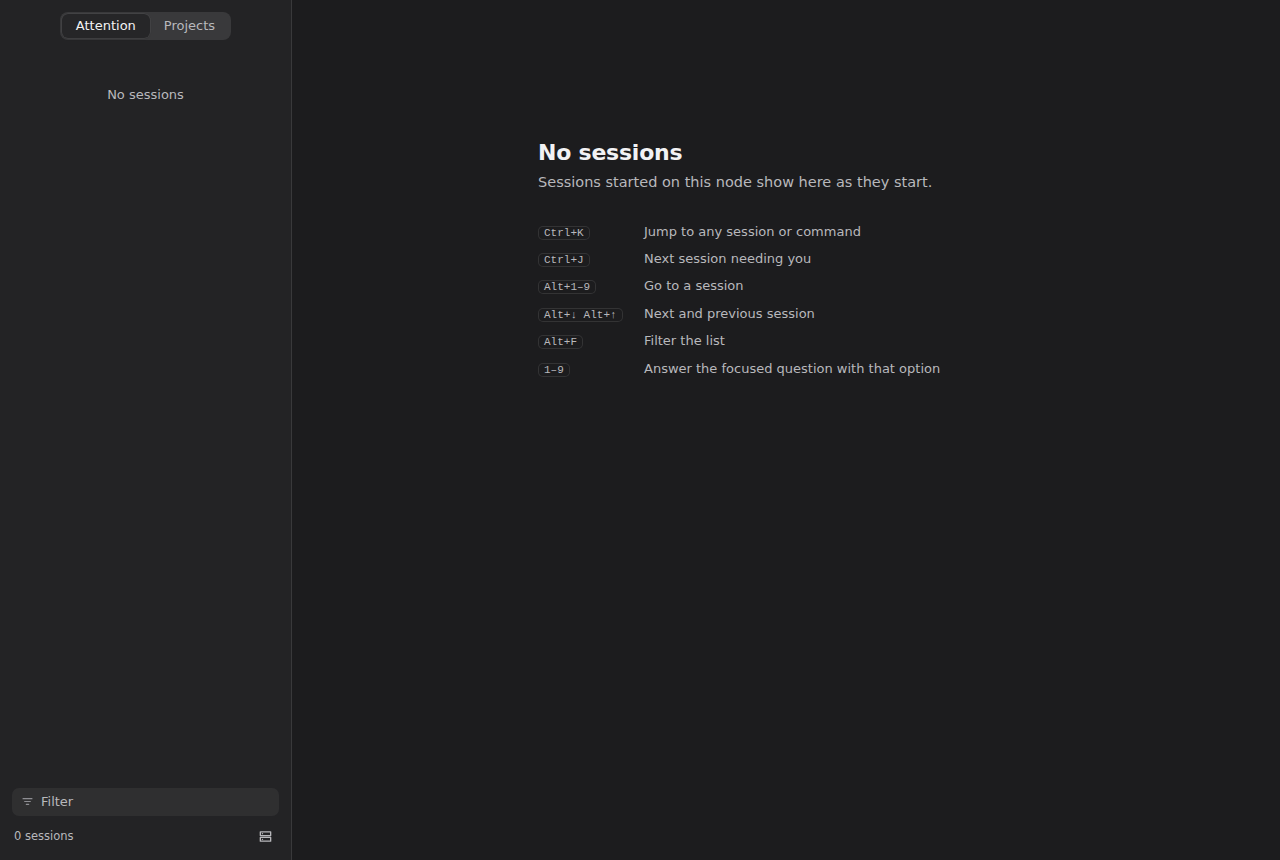 Attention Projects
No sessions
No sessions
Sessions started on this node show here as they start.
Ctrl+K Jump to any session or command
Ctrl+J Next session needing you
Alt+1–9 Go to a session
Alt+↓ Alt+↑ Next and previous session
Alt+F Filter the list
1–9 Answer the focused question with that option
Filter
0 sessions